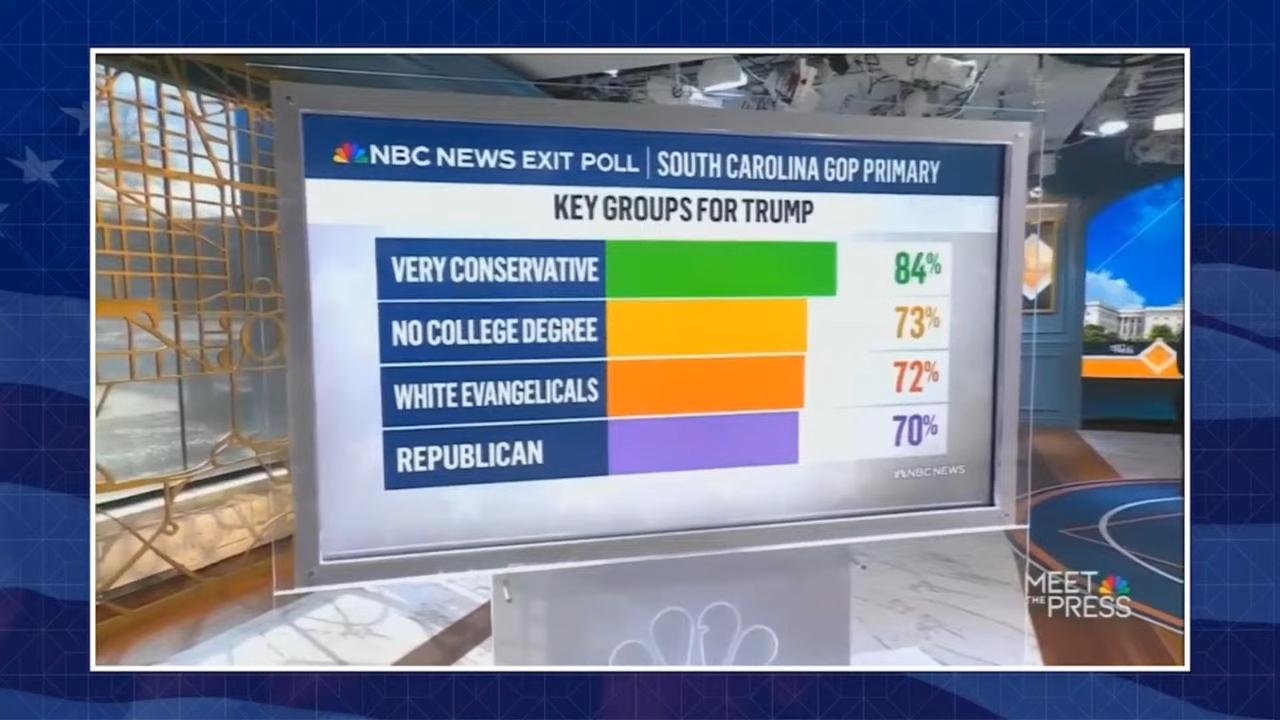 NBC NEWS EXIT POLL | SOUTH CAROLINA GOP PRIMARY
KEY GROUPS FOR TRUMP
VERY CONSERVATIVE 84%
NO COLLEGE DEGREE 73%
WHITE EVANGELICALS 72%
REPUBLICAN 70%
NBC NEWS
MEET
THE PRESS